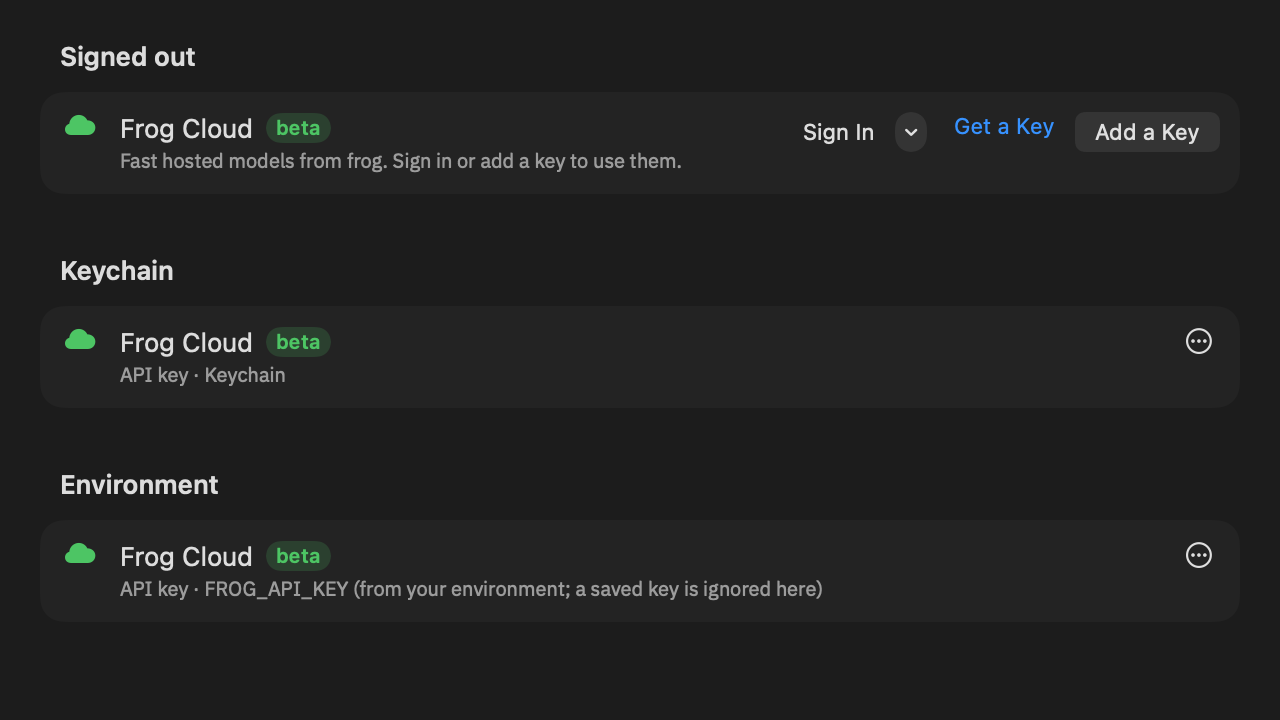 Signed out
Frog Cloud beta
Sign In
Get a Key
Add a Key
Fast hosted models from frog. Sign in or add a key to use them.
Keychain
Frog Cloud beta
API key · Keychain
Environment
Frog Cloud beta
API key · FROG_API_KEY (from your environment; a saved key is ignored here)